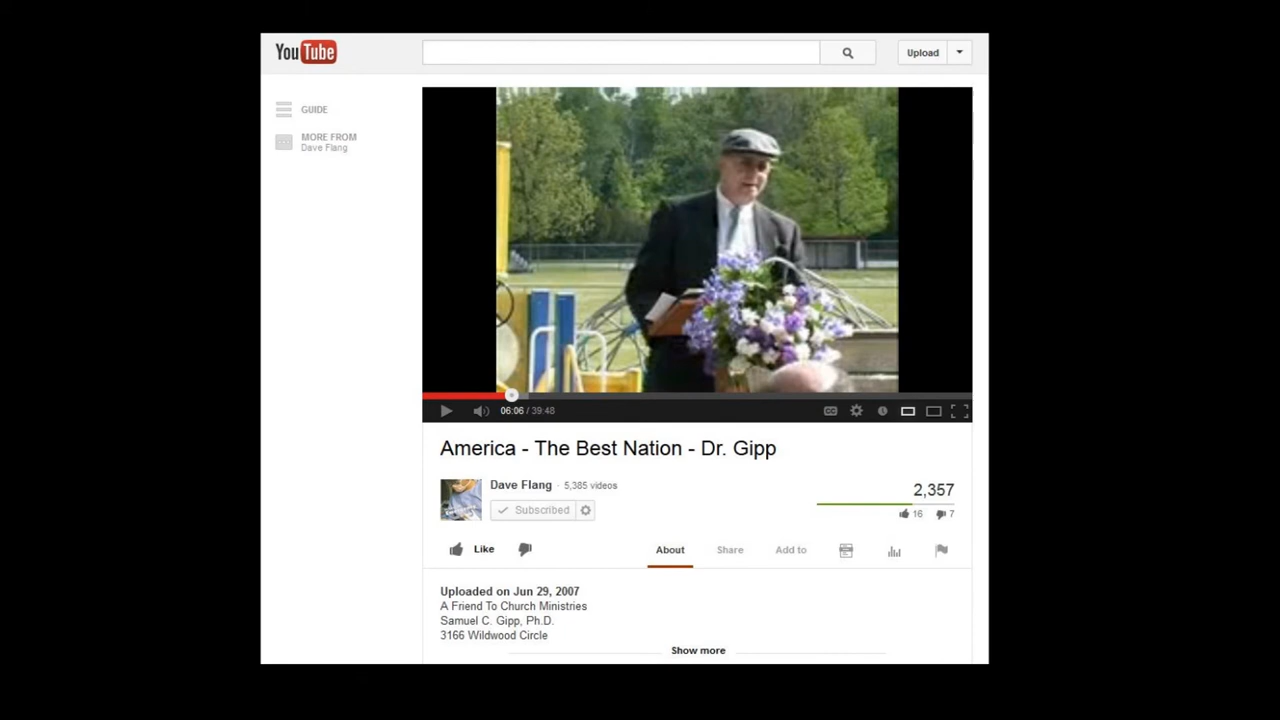 YouTube
Upload
GUIDE
MORE FROM
Dave Flang
06:06 / 39:48
CC
America - The Best Nation - Dr. Gipp
Dave Flang · 5,385 videos
Subscribed
2,357
16 7
Like
About Share Add to
Uploaded on Jun 29, 2007
A Friend To Church Ministries
Samuel C. Gipp, Ph.D.
3166 Wildwood Circle
Show more